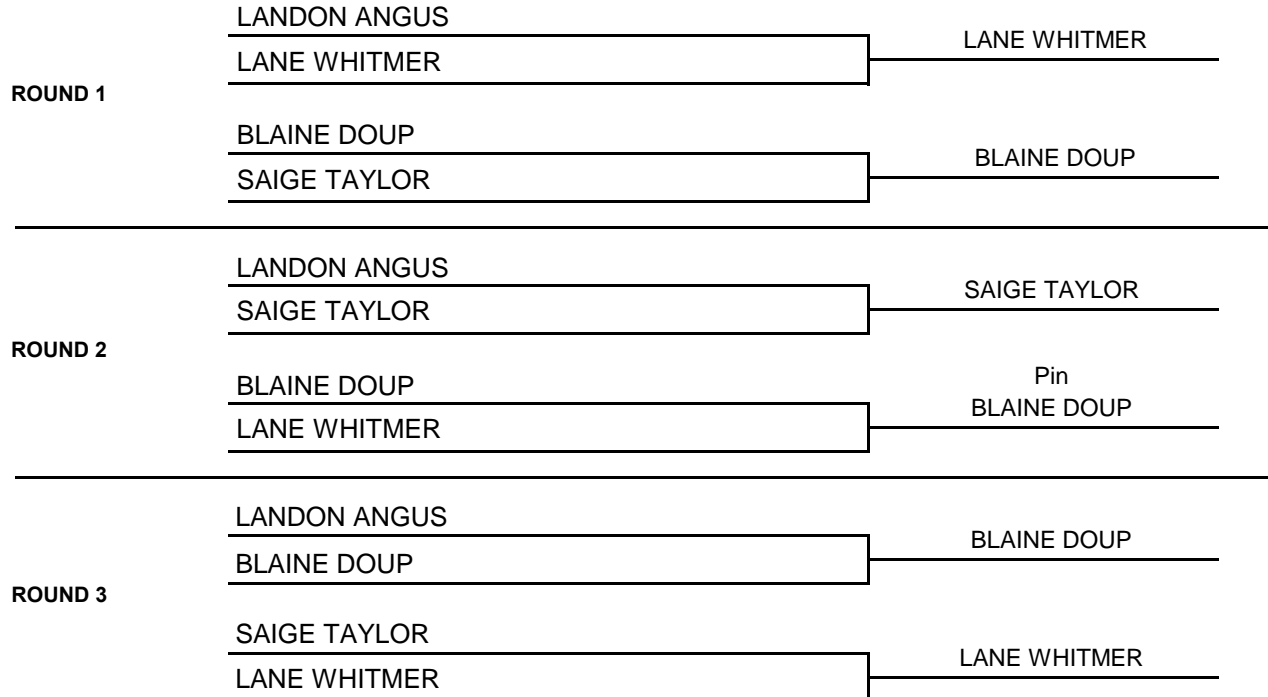 LANDON ANGUS
LANE WHITMER
LANE WHITMER
ROUND 1
BLAINE DOUP
SAIGE TAYLOR
BLAINE DOUP
LANDON ANGUS
SAIGE TAYLOR
SAIGE TAYLOR
ROUND 2
BLAINE DOUP
LANE WHITMER
Pin
BLAINE DOUP
LANDON ANGUS
BLAINE DOUP
BLAINE DOUP
ROUND 3
SAIGE TAYLOR
LANE WHITMER
LANE WHITMER